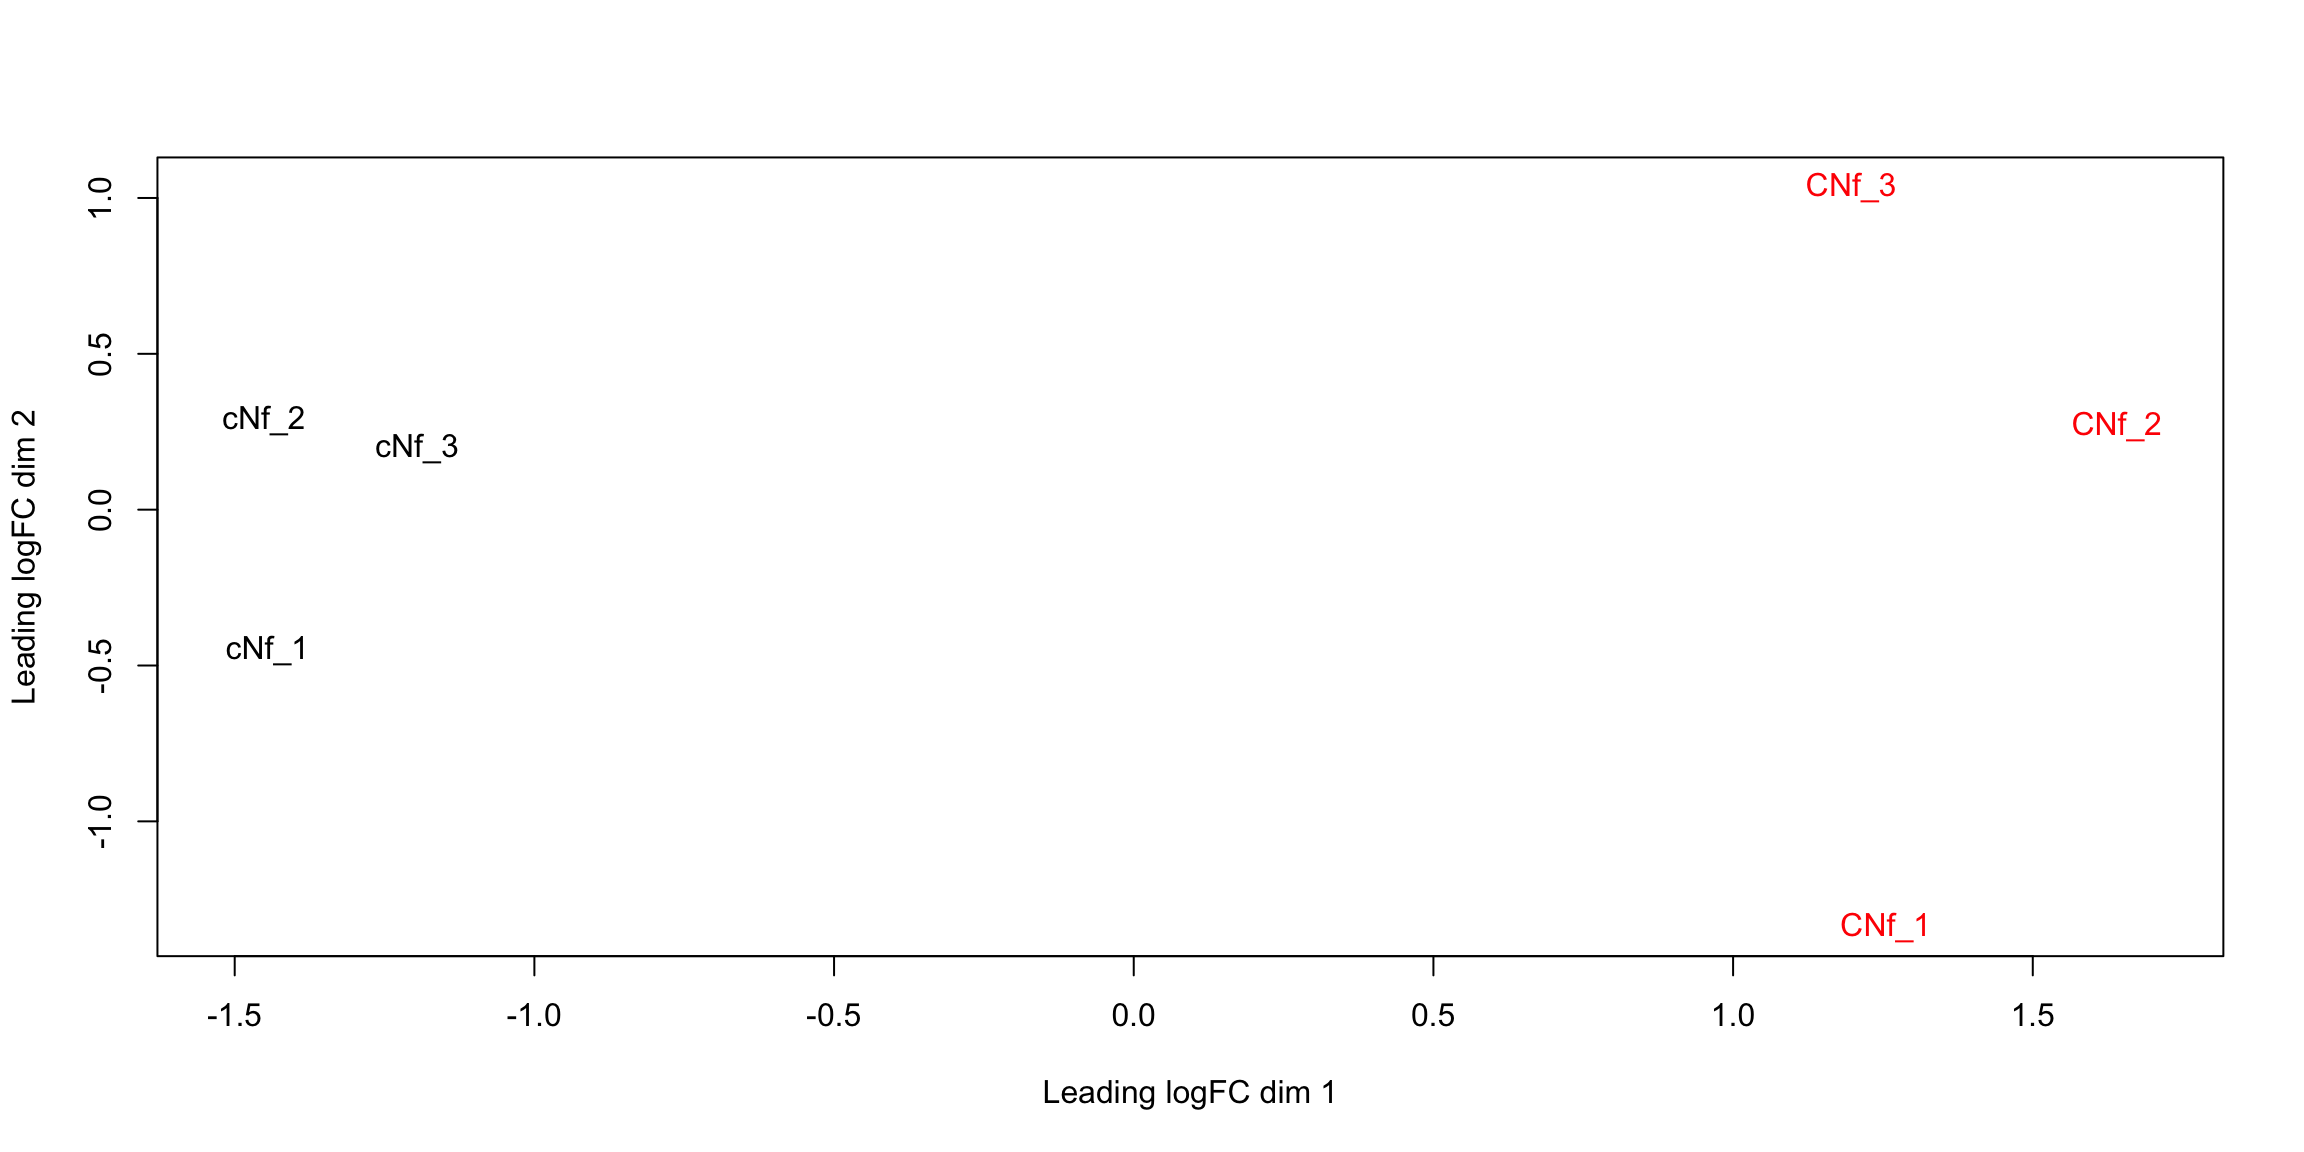 CNf_3
CNf_2
CNf_1
cNf_2
cNf_3
cNf_1
1.0
0.5
0.0
-0.5
-1.0
Leading logFC dim 2
-1.5 -1.0 -0.5 0.0 0.5 1.0 1.5
Leading logFC dim 1